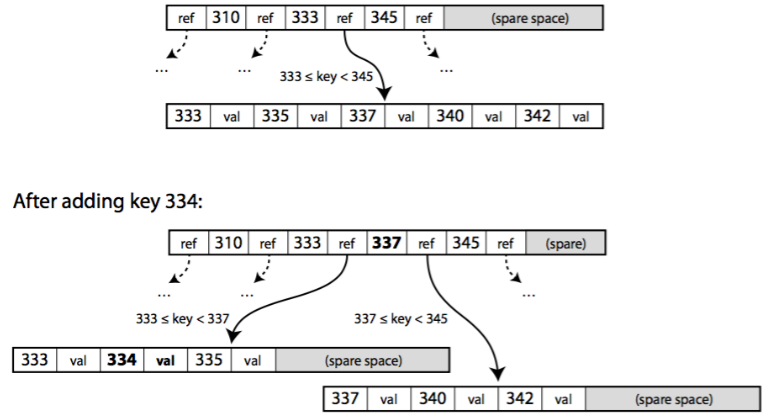 ref 310 ref 333 ref 345 ref (spare space)
... ... ...
333 ≤ key < 345
333 val 335 val 337 val 340 val 342 val
After adding key 334:
ref 310 ref 333 ref 337 ref 345 ref (spare)
... ... ...
333 ≤ key < 337 337 ≤ key < 345
333 val 334 val 335 val (spare space)
337 val 340 val 342 val (spare space)